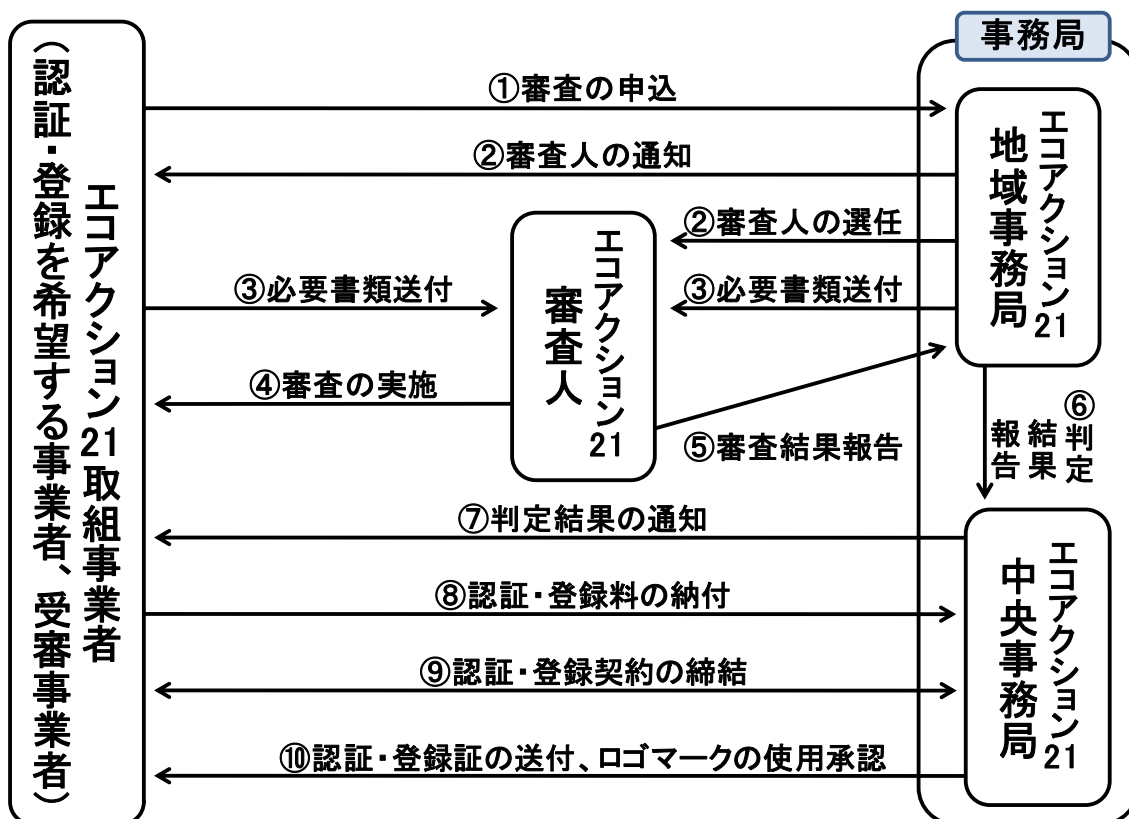 事務局
エコアクション21取組事業者
(認証・登録を希望する事業者、受審事業者)
①審査の申込
②審査人の通知
エコアクション21
地域事務局
②審査人の選任
③必要書類送付
③必要書類送付
エコアクション21
審査人
④審査の実施
⑤審査結果報告
⑥判定
結果
報告
⑦判定結果の通知
エコアクション21
中央事務局
⑧認証・登録料の納付
⑨認証・登録契約の締結
⑩認証・登録証の送付、ロゴマークの使用承認